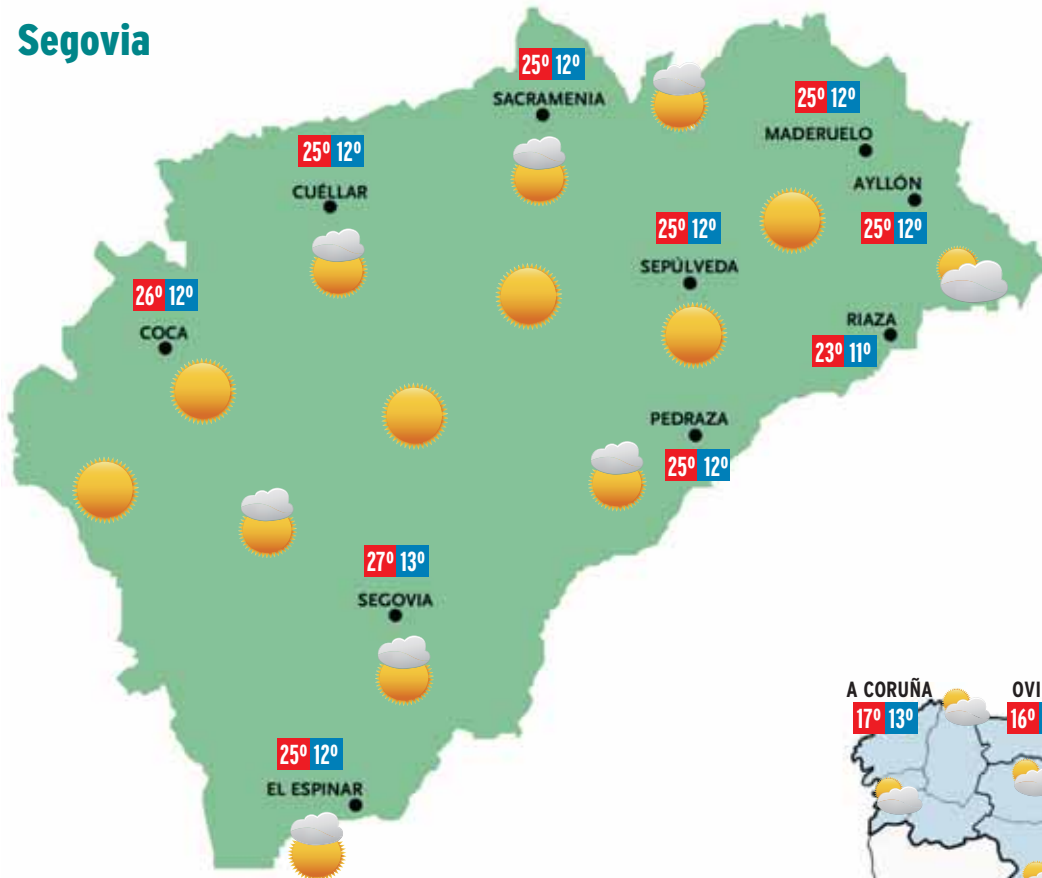 Segovia
25º 12º
SACRAMENIA
25º 12º
MADERUELO
25º 12º
CUÉLLAR
AYLLÓN
25º 12º
25º 12º
SEPÚLVEDA
26º 12º
COCA
RIAZA
23º 11º
PEDRAZA
25º 12º
27º 13º
SEGOVIA
A CORUÑA
17º 13º
OVI
16º
25º 12º
EL ESPINAR